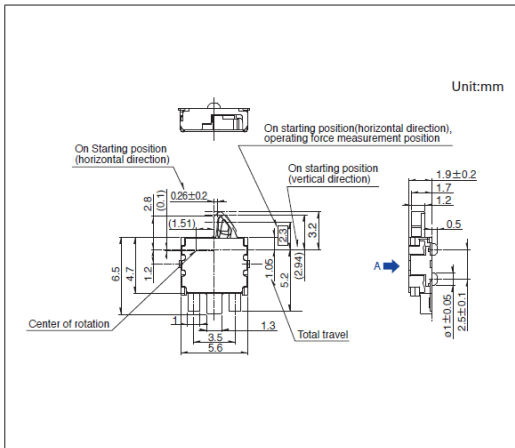 Unit:mm
On starting position(horizontal direction),
operating force measurement position
On Starting position
(horizontal direction)
On starting position
(vertical direction)
0.26±0.2
2.8
(0.1)
(1.51)
2.3
3.2
1.9±0.2
1.7
1.2
0.5
6.5
4.7
1.2
1.05
(2.94)
5.2
A
ø1±0.05
2.5±0.1
Center of rotation
1
1.3
Total travel
3.5
5.6